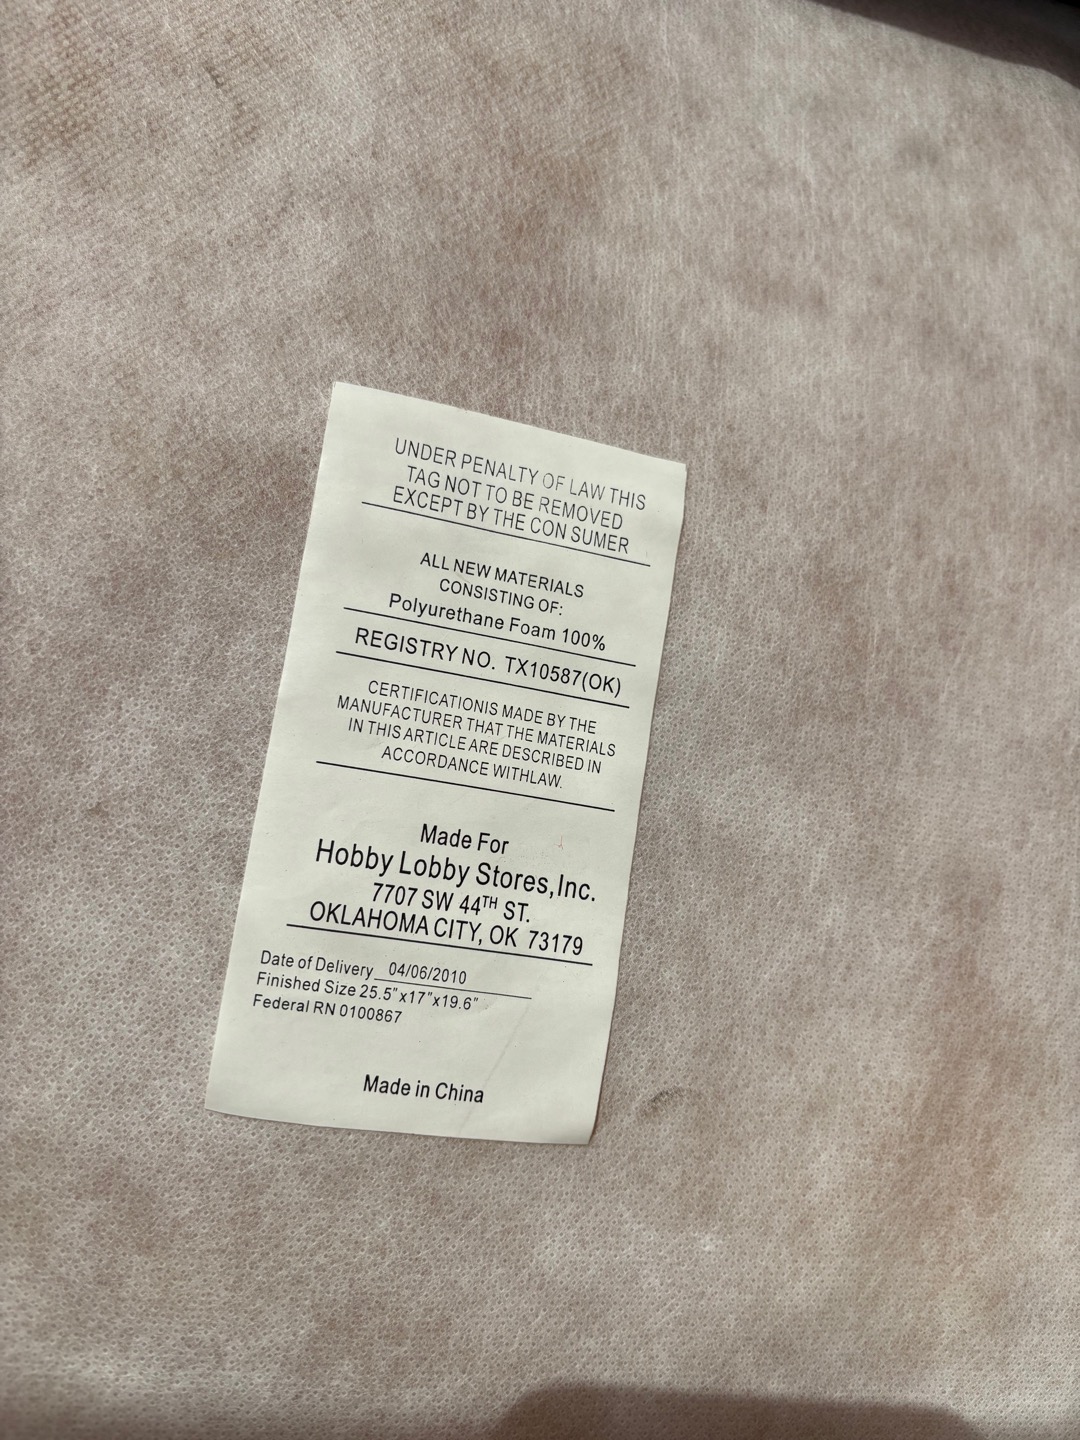 UNDER PENALTY OF LAW THIS
TAG NOT TO BE REMOVED
EXCEPT BY THE CON SUMER
ALL NEW MATERIALS
CONSISTING OF:
Polyurethane Foam 100%
REGISTRY NO. TX10587(OK)
CERTIFICATIONIS MADE BY THE
MANUFACTURER THAT THE MATERIALS
IN THIS ARTICLE ARE DESCRIBED IN
ACCORDANCE WITHLAW.
Made For
Hobby Lobby Stores,Inc.
7707 SW 44TH ST.
OKLAHOMA CITY, OK 73179
Date of Delivery 04/06/2010
Finished Size 25.5"x17"x19.6"
Federal RN 0100867
Made in China